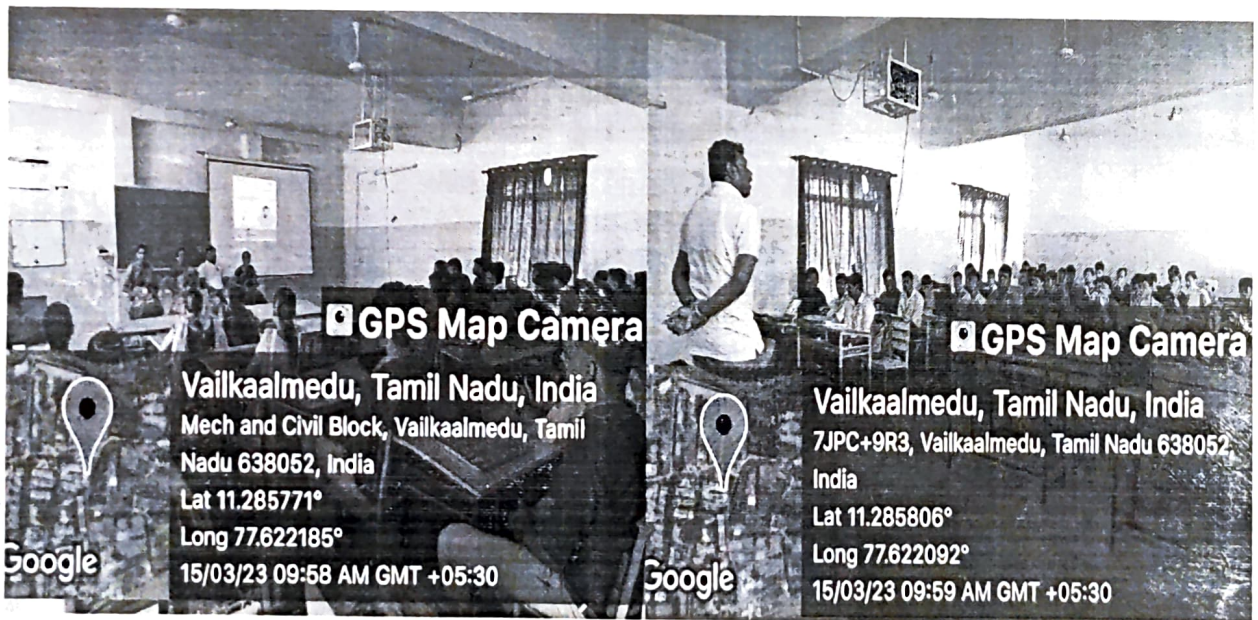 GPS Map Camera
Vailkaalmedu, Tamil Nadu, India
Mech and Civil Block, Vailkaalmedu, Tamil
Nadu 638052, India
Lat 11.285771°
Long 77.622185°
15/03/23 09:58 AM GMT +05:30
Google
GPS Map Camera
Vailkaalmedu, Tamil Nadu, India
7JPC+9R3, Vailkaalmedu, Tamil Nadu 638052,
India
Lat 11.285806°
Long 77.622092°
15/03/23 09:59 AM GMT +05:30
Google